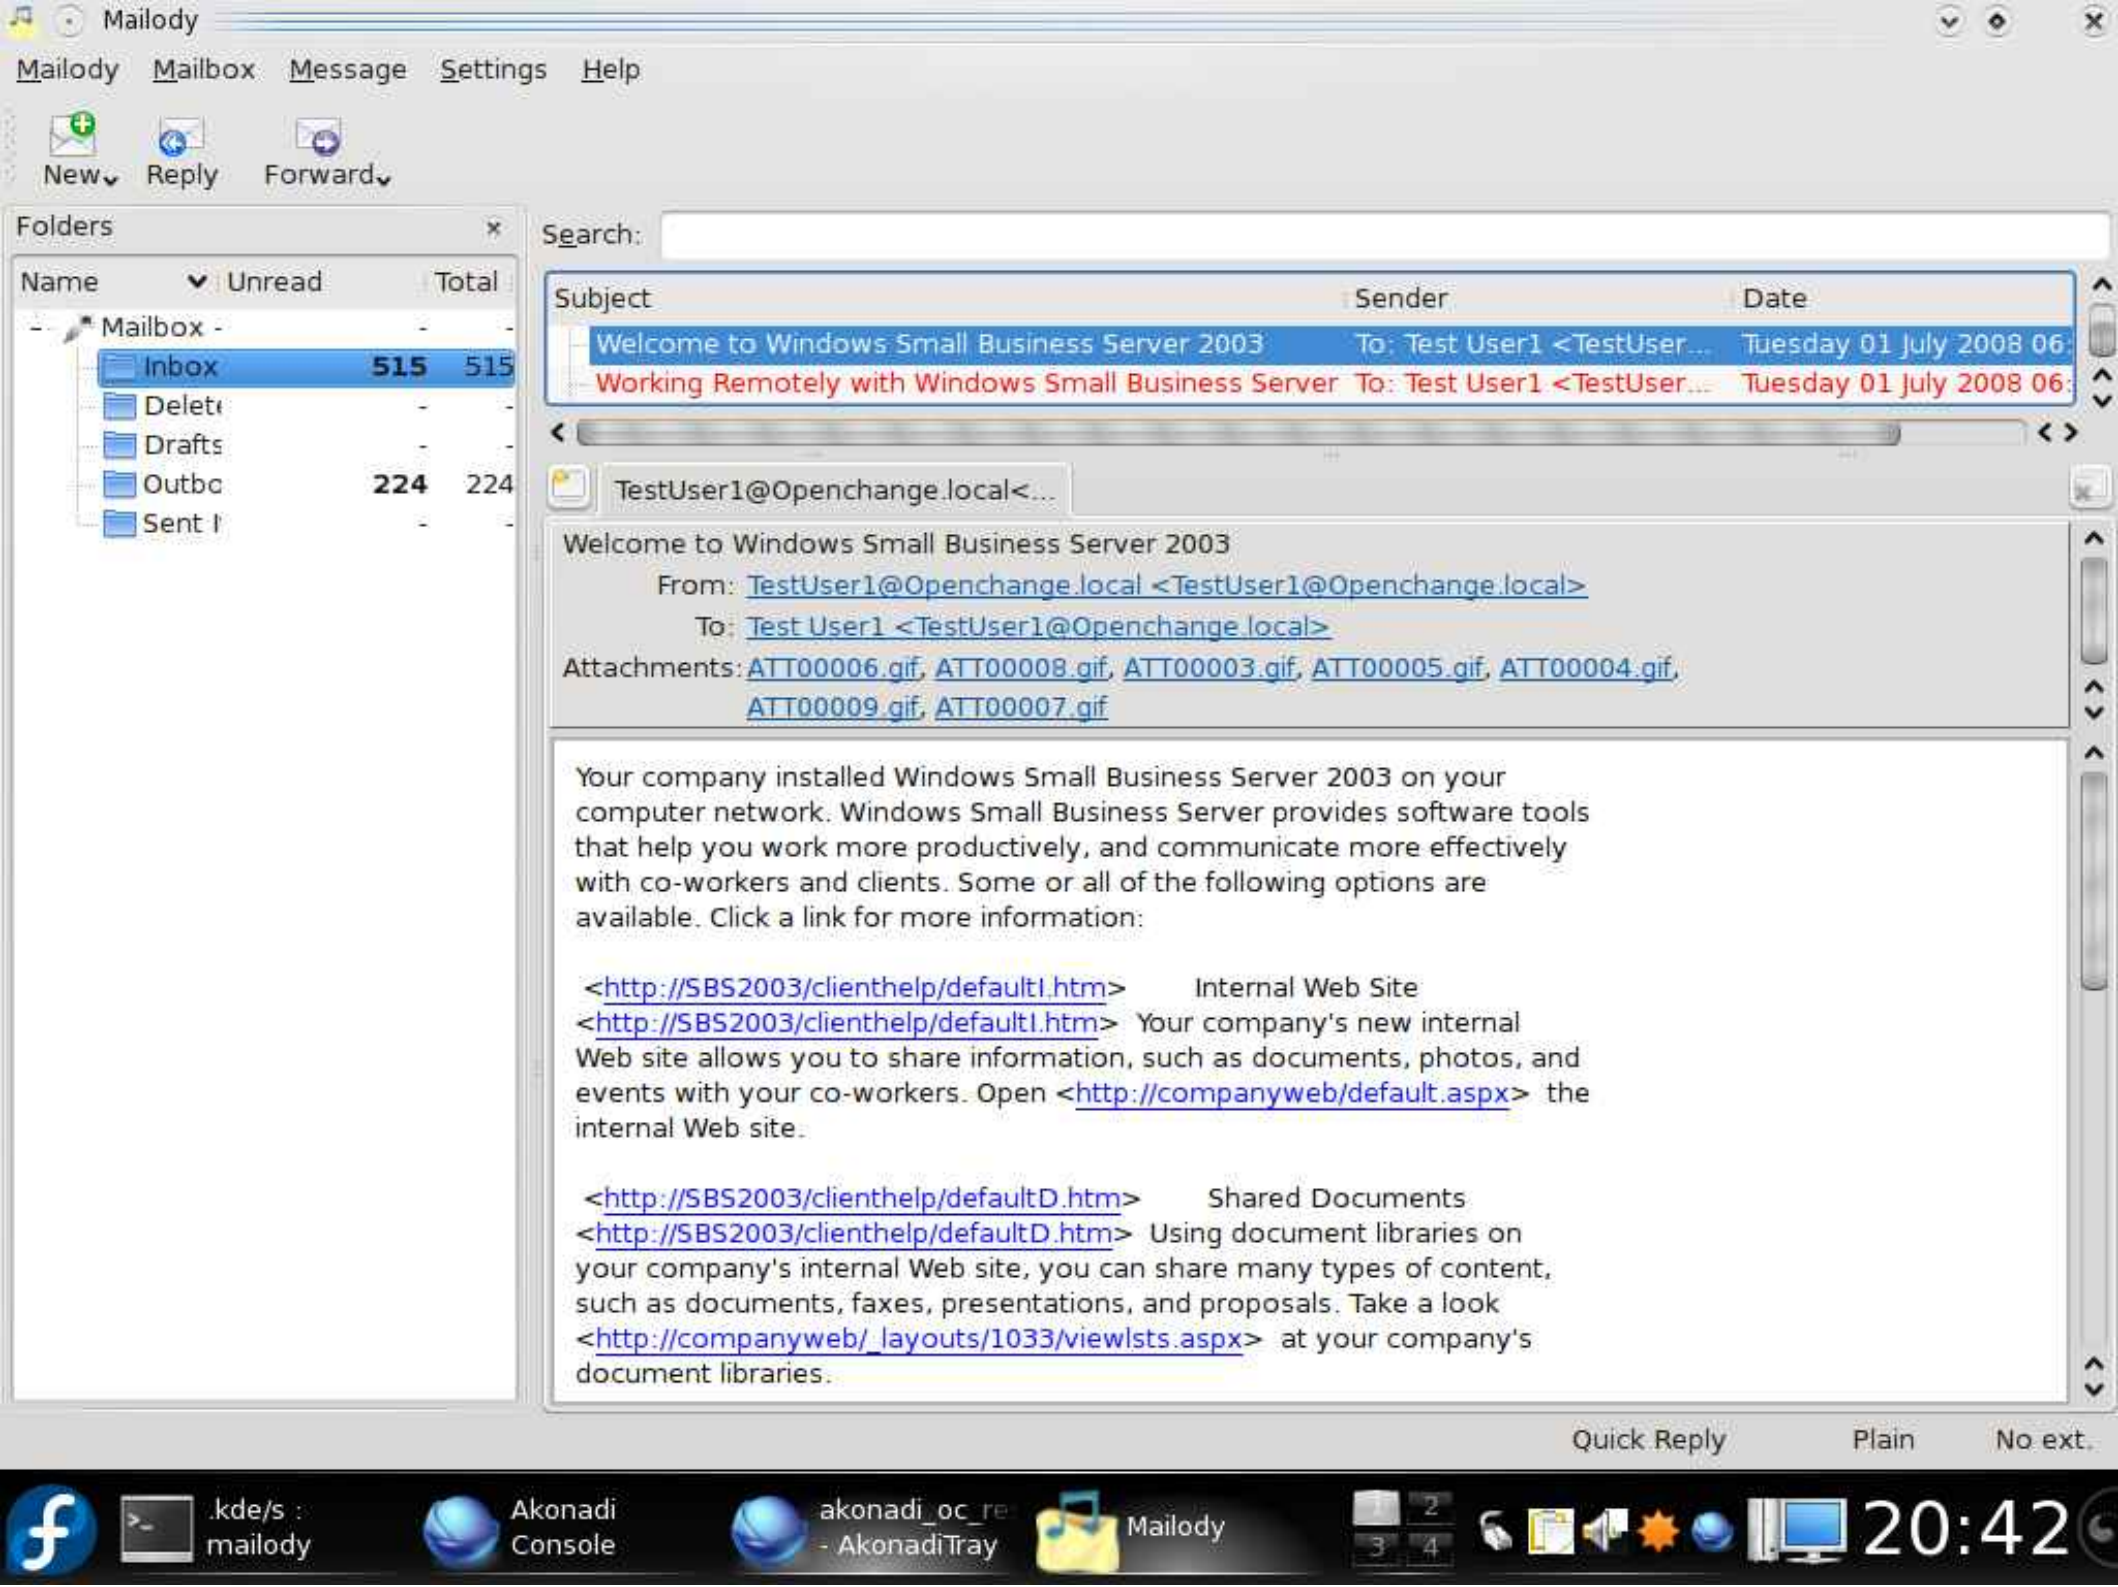 Mailody
Mailody Mailbox Message Settings Help
New Reply Forward
Folders
Search:
Name Unread Total
Subject Sender Date
Mailbox - - -
Welcome to Windows Small Business Server 2003 To: Test User1 <TestUser... Tuesday 01 July 2008 06:
Inbox 515 515
Working Remotely with Windows Small Business Server To: Test User1 <TestUser... Tuesday 01 July 2008 06:
Delete - -
Drafts - -
Outbo 224 224
Sent I - -
TestUser1@Openchange.local<...
Welcome to Windows Small Business Server 2003
From: TestUser1@Openchange.local <TestUser1@Openchange.local>
To: Test User1 <TestUser1@Openchange.local>
Attachments: ATT00006.gif, ATT00008.gif, ATT00003.gif, ATT00005.gif, ATT00004.gif,
ATT00009.gif, ATT00007.gif
Your company installed Windows Small Business Server 2003 on your
computer network. Windows Small Business Server provides software tools
that help you work more productively, and communicate more effectively
with co-workers and clients. Some or all of the following options are
available. Click a link for more information:
<http://SBS2003/clienthelp/defaultI.htm> Internal Web Site
<http://SBS2003/clienthelp/defaultI.htm> Your company's new internal
Web site allows you to share information, such as documents, photos, and
events with your co-workers. Open <http://companyweb/default.aspx> the
internal Web site.
<http://SBS2003/clienthelp/defaultD.htm> Shared Documents
<http://SBS2003/clienthelp/defaultD.htm> Using document libraries on
your company's internal Web site, you can share many types of content,
such as documents, faxes, presentations, and proposals. Take a look
<http://companyweb/_layouts/1033/viewlsts.aspx> at your company's
document libraries.
Quick Reply Plain No ext.
.kde/s :
mailody
Akonadi
Console
akonadi_oc_re
- AkonadiTray
Mailody
1 2
3 4
20:42